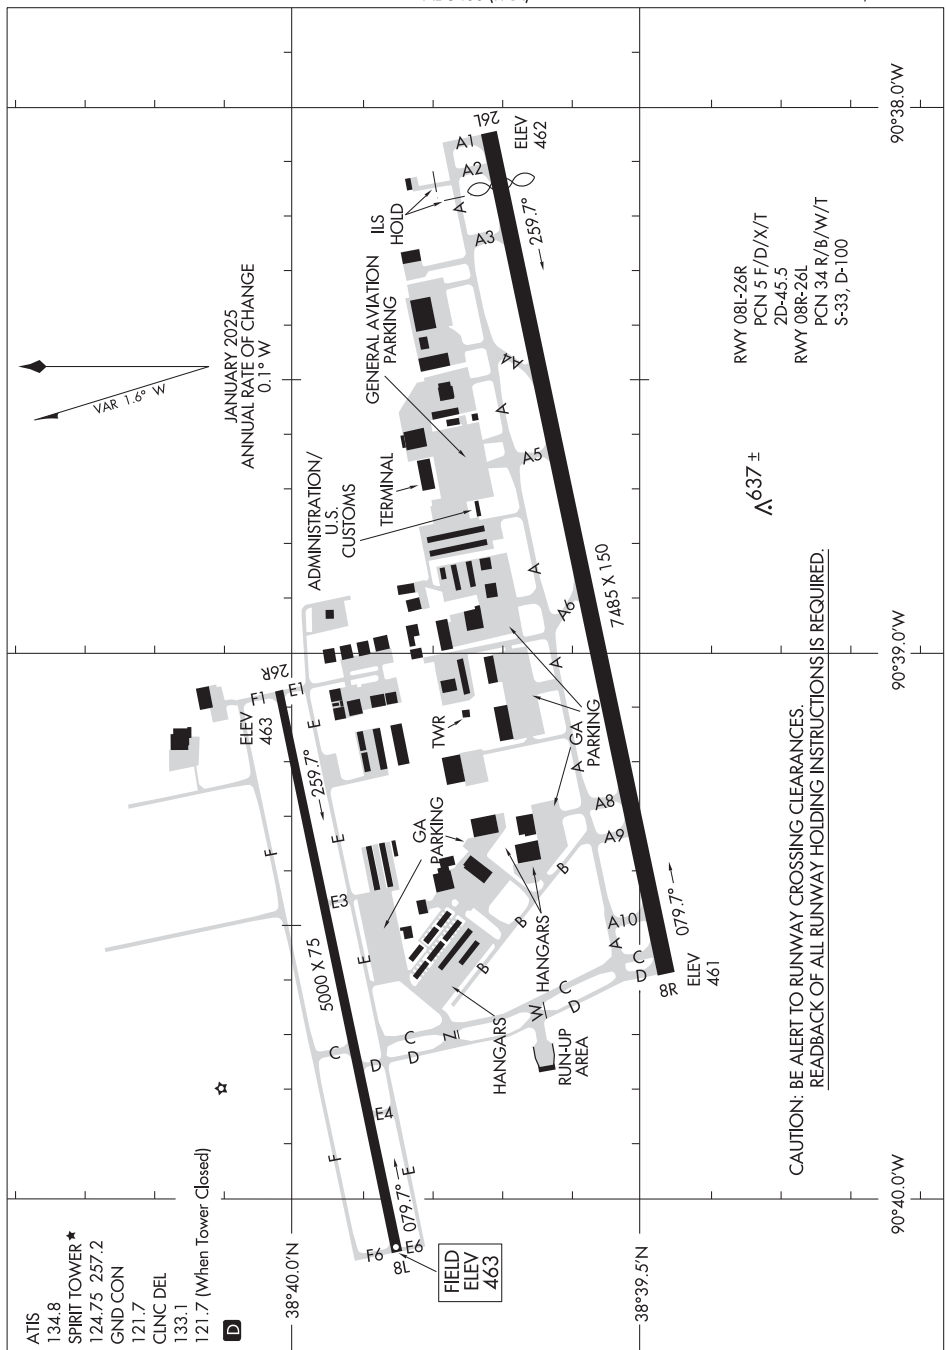 ATIS
134.8
SPIRIT TOWER★
124.75 257.2
GND CON
121.7
CLNC DEL
133.1
121.7 (When Tower Closed)
D
JANUARY 2025
ANNUAL RATE OF CHANGE
0.1° W
VAR 1.6° W
38°40.0'N
38°39.5'N
90°40.0'W
90°39.0'W
90°38.0'W
FIELD
ELEV
463
8L
F6
E6
079.7°
E
F
E4
D
C
D
C
5000 X 75
E
E3
F
E
259.7°
E
ELEV
463
F1
E1
26R
ADMINISTRATION/
U.S.
CUSTOMS
TERMINAL
GENERAL AVIATION
PARKING
ILS
HOLD
TWR
GA
PARKING
GA
PARKING
HANGARS
HANGARS
RUN-UP
AREA
N
W
C
D
B
B
B
C
D
A
A10
A9
A8
A
A
A6
A
A5
A
A4
A3
A
A2
A1
26L
ELEV
462
259.7°
7485 X 150
079.7°
8R
ELEV
461
637 ±
RWY 08L-26R
PCN 5 F/D/X/T
2D-45.5
RWY 08R-26L
PCN 34 R/B/W/T
S-33, D-100
CAUTION: BE ALERT TO RUNWAY CROSSING CLEARANCES.
READBACK OF ALL RUNWAY HOLDING INSTRUCTIONS IS REQUIRED.